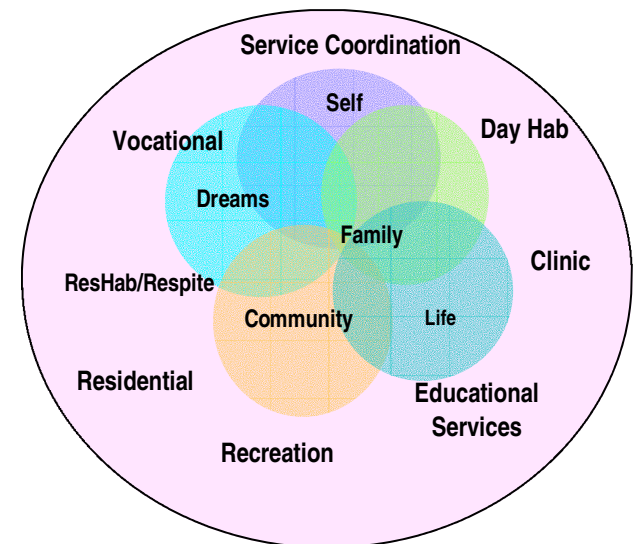 Service Coordination
Self
Day Hab
Vocational
Dreams
Family
Clinic
ResHab/Respite
Community
Life
Residential
Educational
Services
Recreation